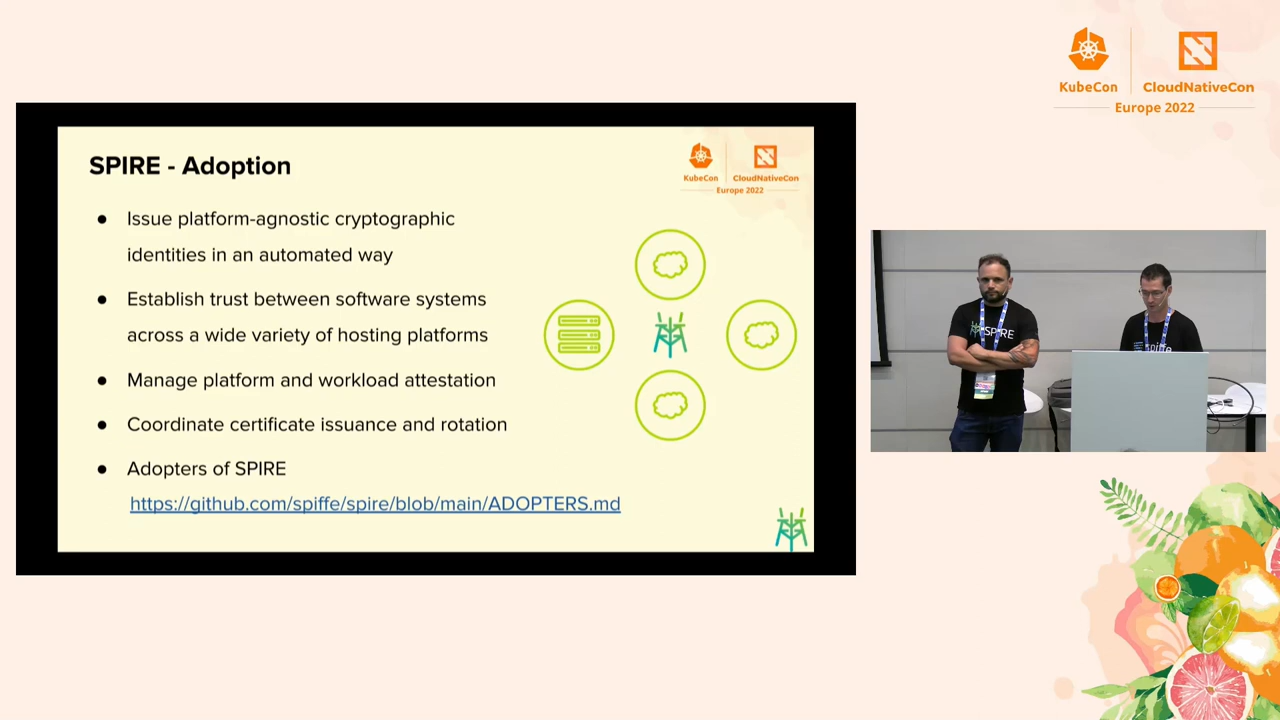 KubeCon
CloudNativeCon
Europe 2022
SPIRE - Adoption
KubeCon
CloudNativeCon
Europe 2022
● Issue platform-agnostic cryptographic
identities in an automated way
● Establish trust between software systems
across a wide variety of hosting platforms
● Manage platform and workload attestation
● Coordinate certificate issuance and rotation
● Adopters of SPIRE
https://github.com/spiffe/spire/blob/main/ADOPTERS.md
SPIRE
spiffe